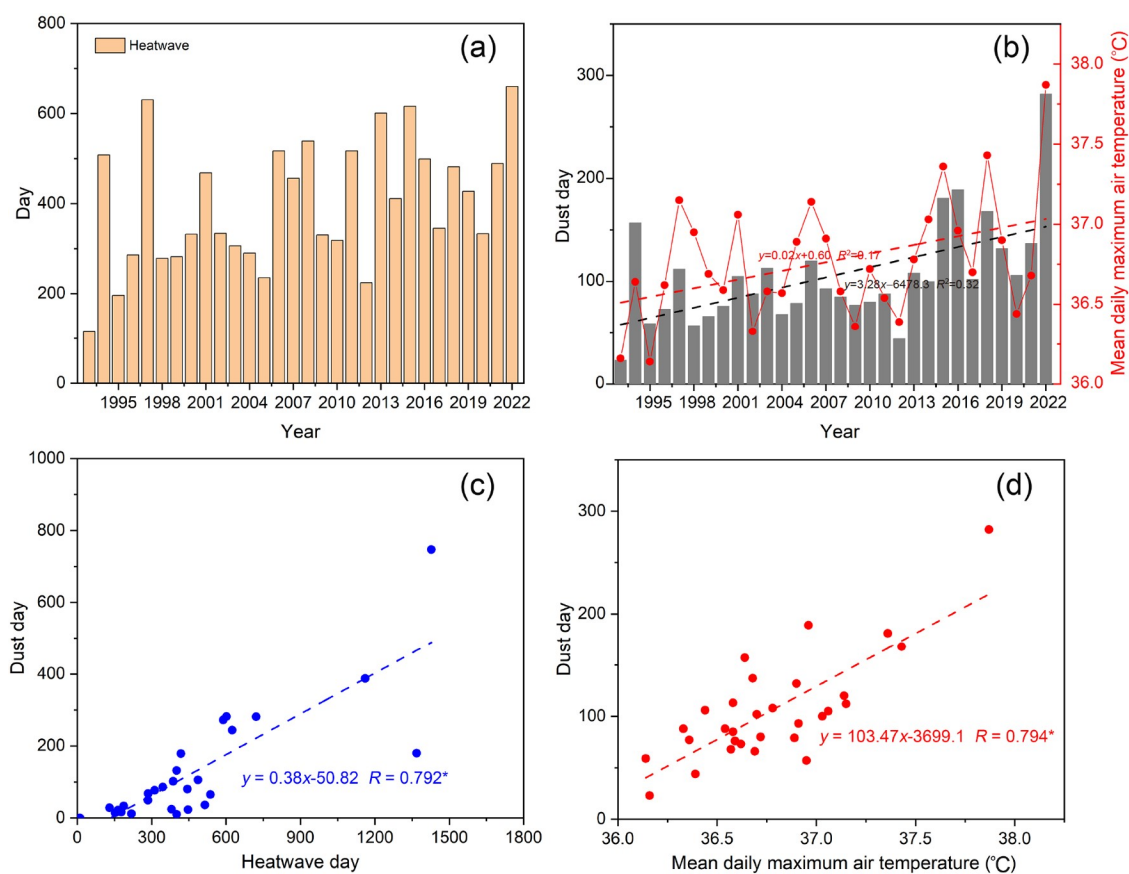 (a)
Heatwave
Day
800
600
400
200
0
1995 1998 2001 2004 2007 2010 2013 2016 2019 2022
Year
(b)
Dust day
300
200
100
0
Mean daily maximum air temperature (°C)
38.0
37.5
37.0
36.5
36.0
y=0.02x+0.60 R²=0.17
y=3.28x−6478.3 R²=0.32
1995 1998 2001 2004 2007 2010 2013 2016 2019 2022
Year
(c)
Dust day
1000
800
600
400
200
0
y = 0.38x-50.82 R = 0.792*
0 300 600 900 1200 1500 1800
Heatwave day
(d)
Dust day
300
200
100
0
y = 103.47x-3699.1 R = 0.794*
36.0 36.5 37.0 37.5 38.0
Mean daily maximum air temperature (°C)